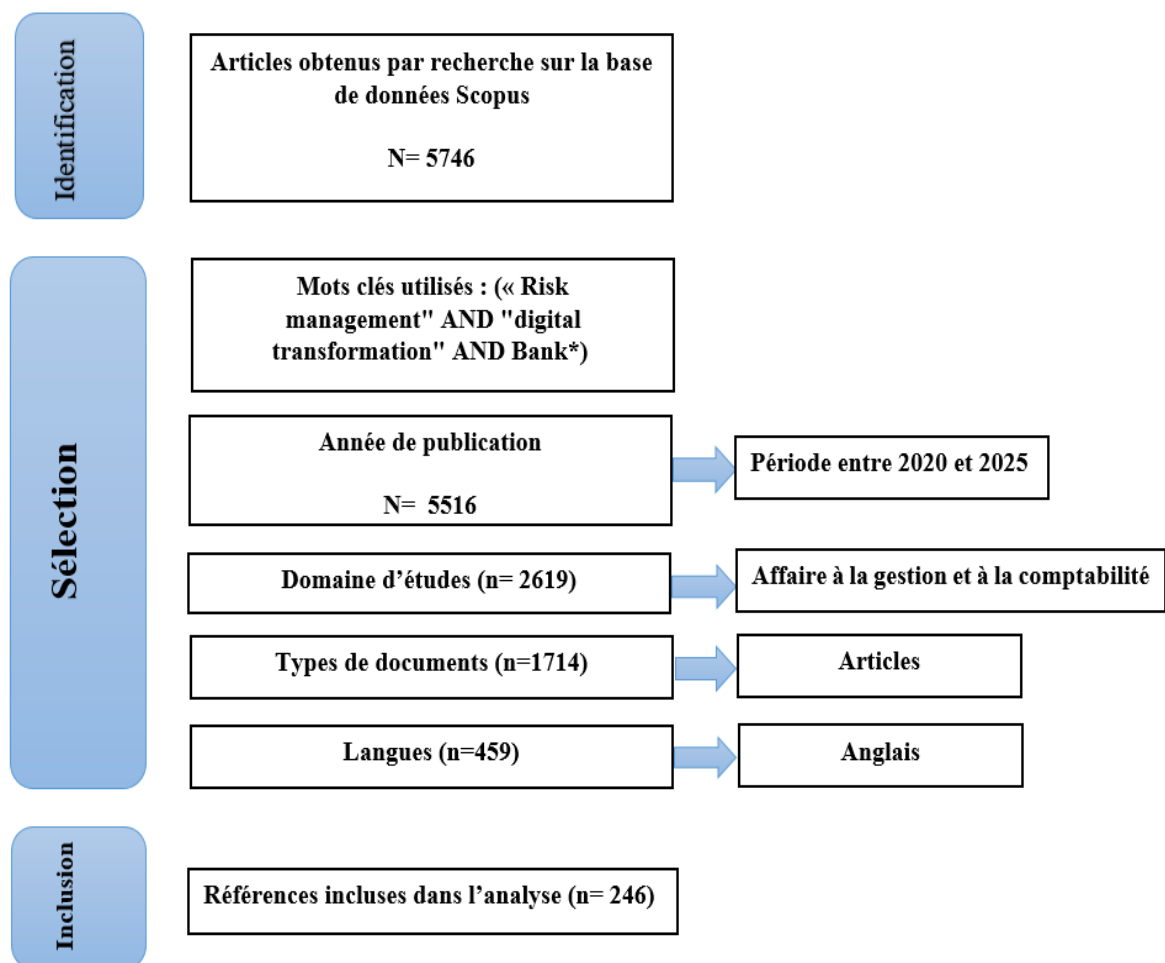 Identification
Articles obtenus par recherche sur la base
de données Scopus
N= 5746
Sélection
Mots clés utilisés : (« Risk
management" AND "digital
transformation" AND Bank*)
Année de publication
N=  5516
Période entre 2020 et 2025
Domaine d’études (n= 2619)
Affaire à la gestion et à la comptabilité
Types de documents (n=1714)
Articles
Langues (n=459)
Anglais
Inclusion
Références incluses dans l’analyse (n= 246)